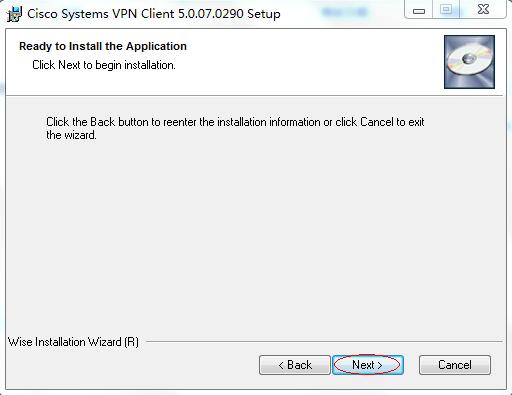 Cisco Systems VPN Client 5.0.07.0290 Setup
Ready to Install the Application
Click Next to begin installation.
Click the Back button to reenter the installation information or click Cancel to exit
the wizard.
Wise Installation Wizard (R)
< Back
Next >
Cancel